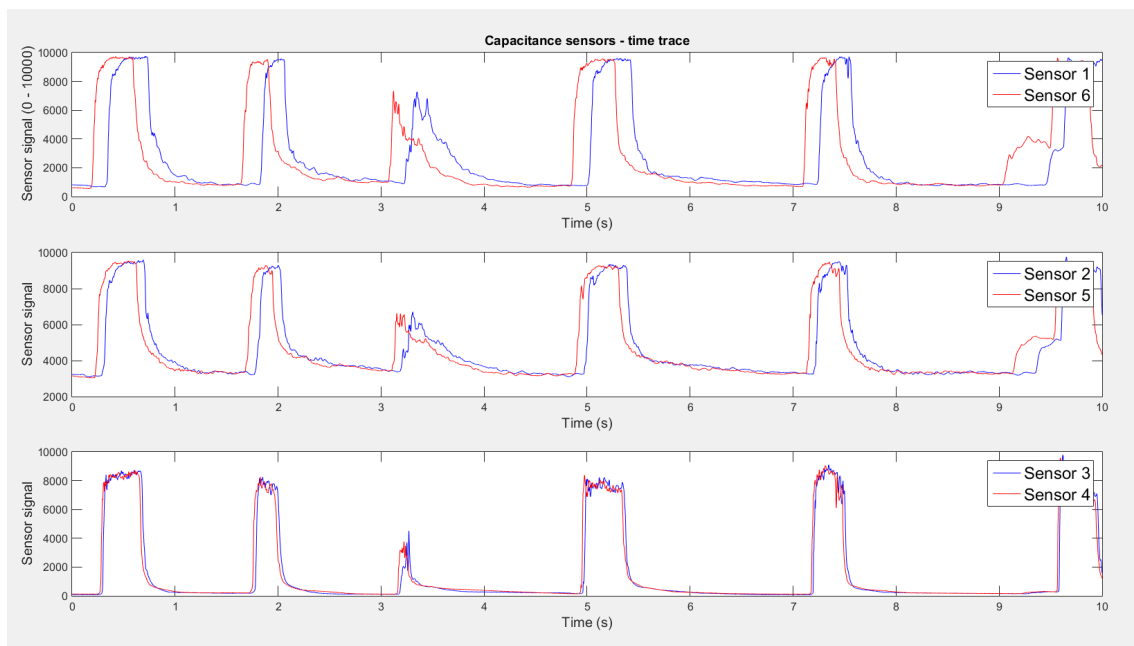 Capacitance sensors - time trace
Sensor signal (0 - 10000)
10000
8000
6000
4000
2000
0
0 1 2 3 4 5 6 7 8 9 10
Time (s)
Sensor 1
Sensor 6
Sensor signal
10000
8000
6000
4000
2000
0 1 2 3 4 5 6 7 8 9 10
Time (s)
Sensor 2
Sensor 5
Sensor signal
10000
8000
6000
4000
2000
0
0 1 2 3 4 5 6 7 8 9 10
Time (s)
Sensor 3
Sensor 4